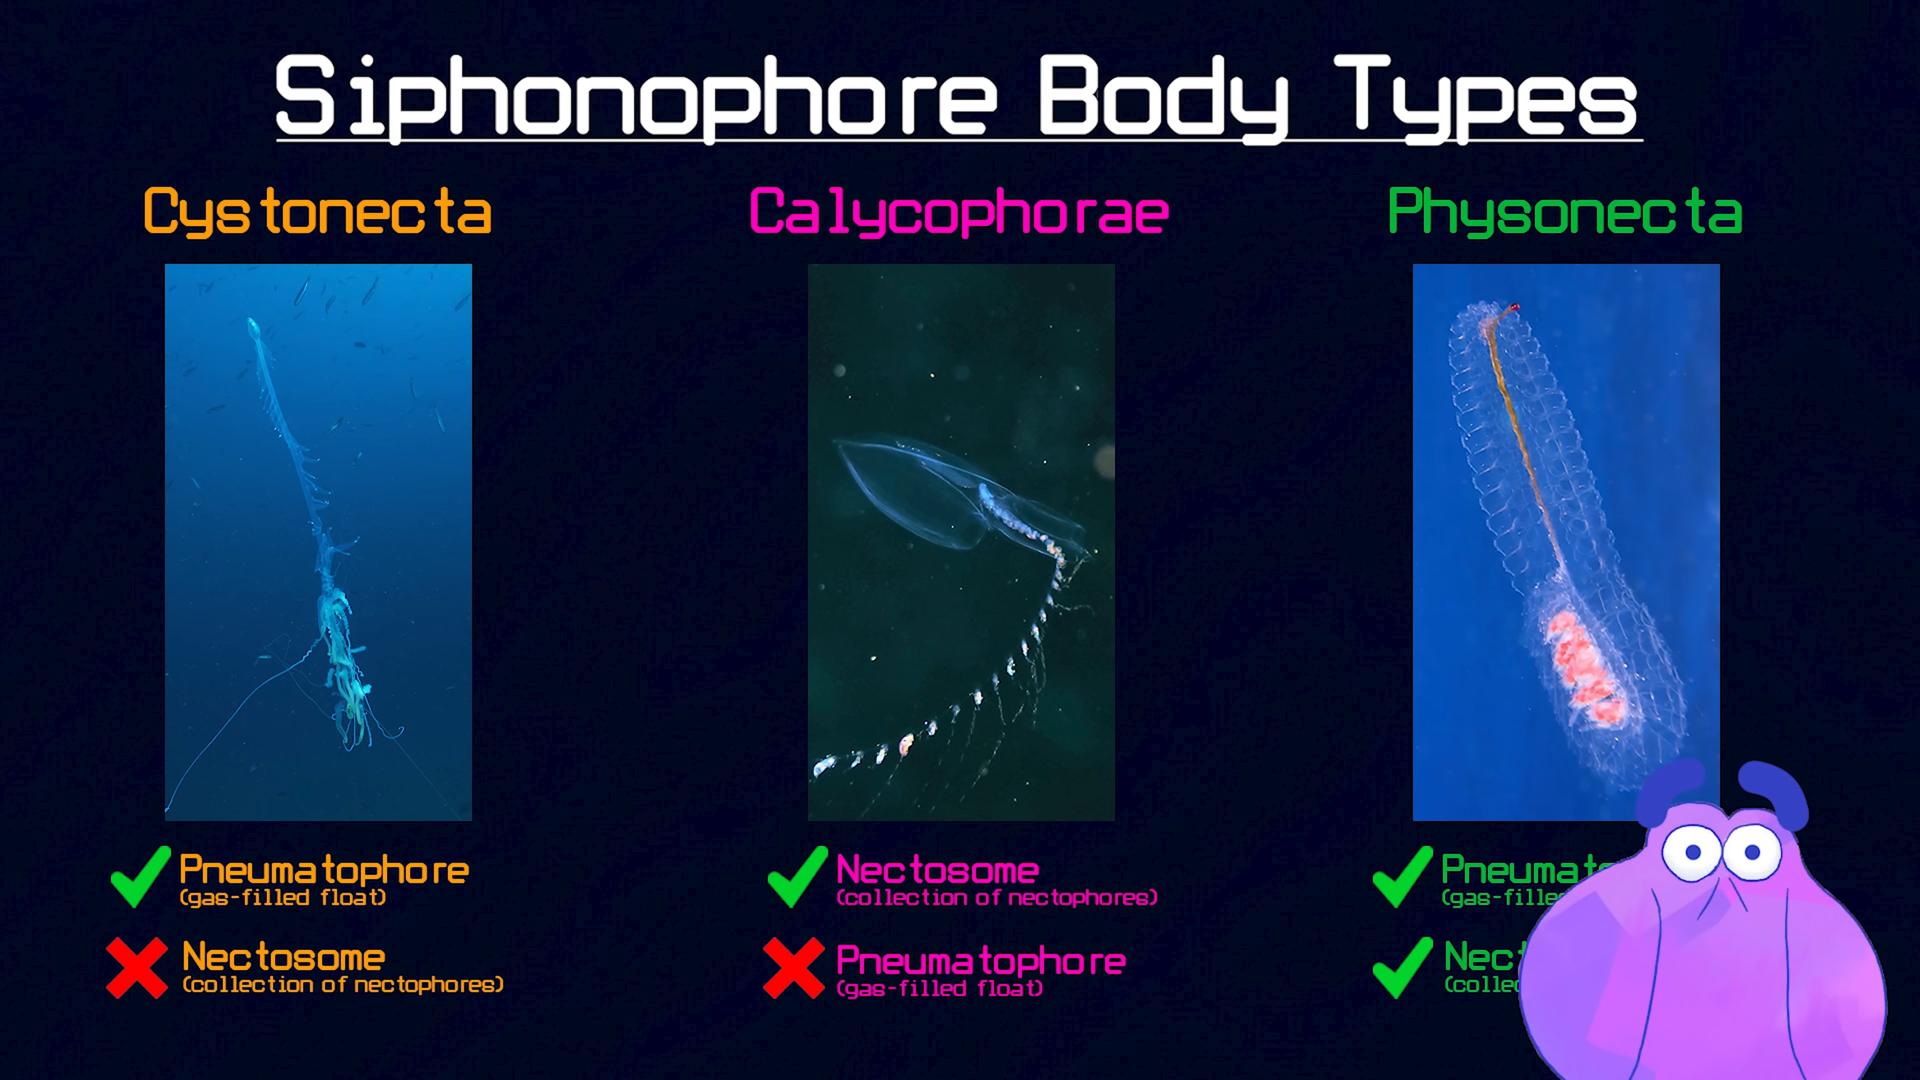 Siphonophore Body Types
Cystonecta
Calycophorae
Physonecta
Pneumatophore
(gas-filled float)
Nectosome
(collection of nectophores)
Nectosome
(collection of nectophores)
Pneumatophore
(gas-filled float)